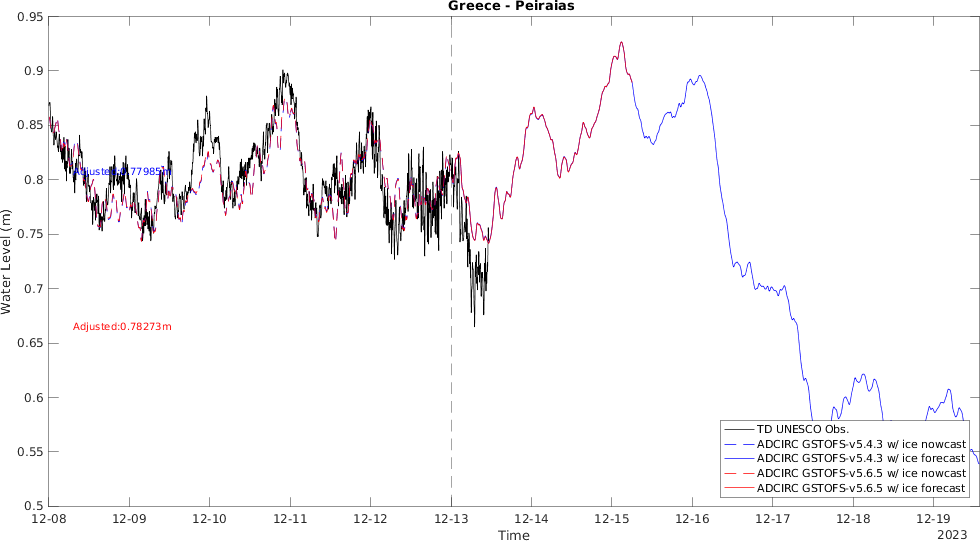 Greece - Peiraias
0.95
0.9
0.85
0.8
0.75
0.7
0.65
0.6
0.55
0.5
Water Level (m)
Adjusted:0.77985m
Adjusted:0.78273m
TD UNESCO Obs.
ADCIRC GSTOFS-v5.4.3 w/ ice nowcast
ADCIRC GSTOFS-v5.4.3 w/ ice forecast
ADCIRC GSTOFS-v5.6.5 w/ ice nowcast
ADCIRC GSTOFS-v5.6.5 w/ ice forecast
12-08 12-09 12-10 12-11 12-12 12-13 12-14 12-15 12-16 12-17 12-18 12-19
Time
2023